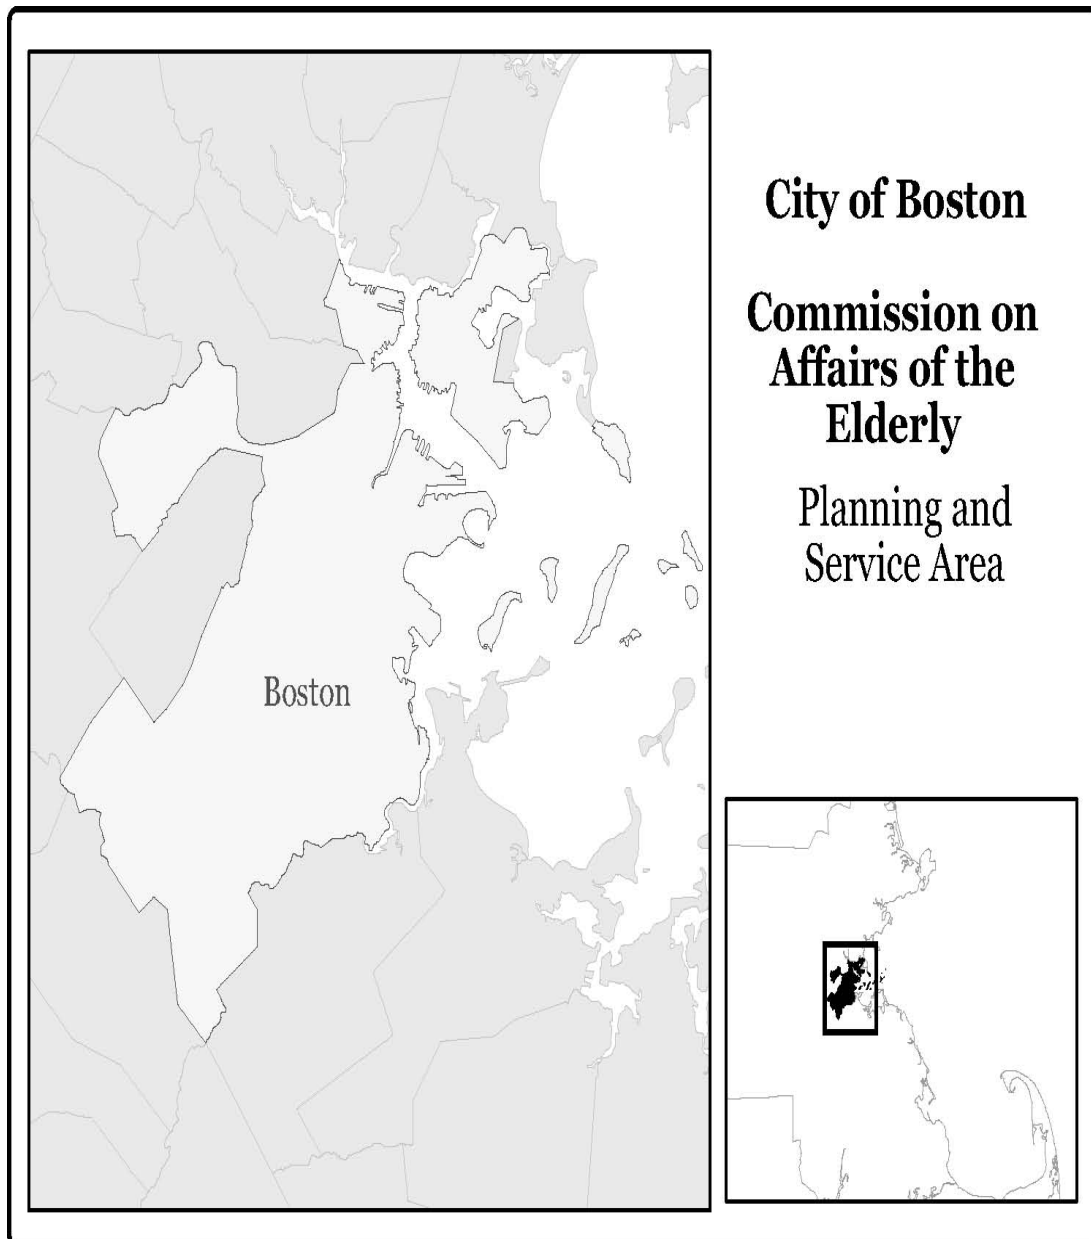 City of Boston
Commission on
Affairs of the
Elderly
Planning and
Service Area
Boston